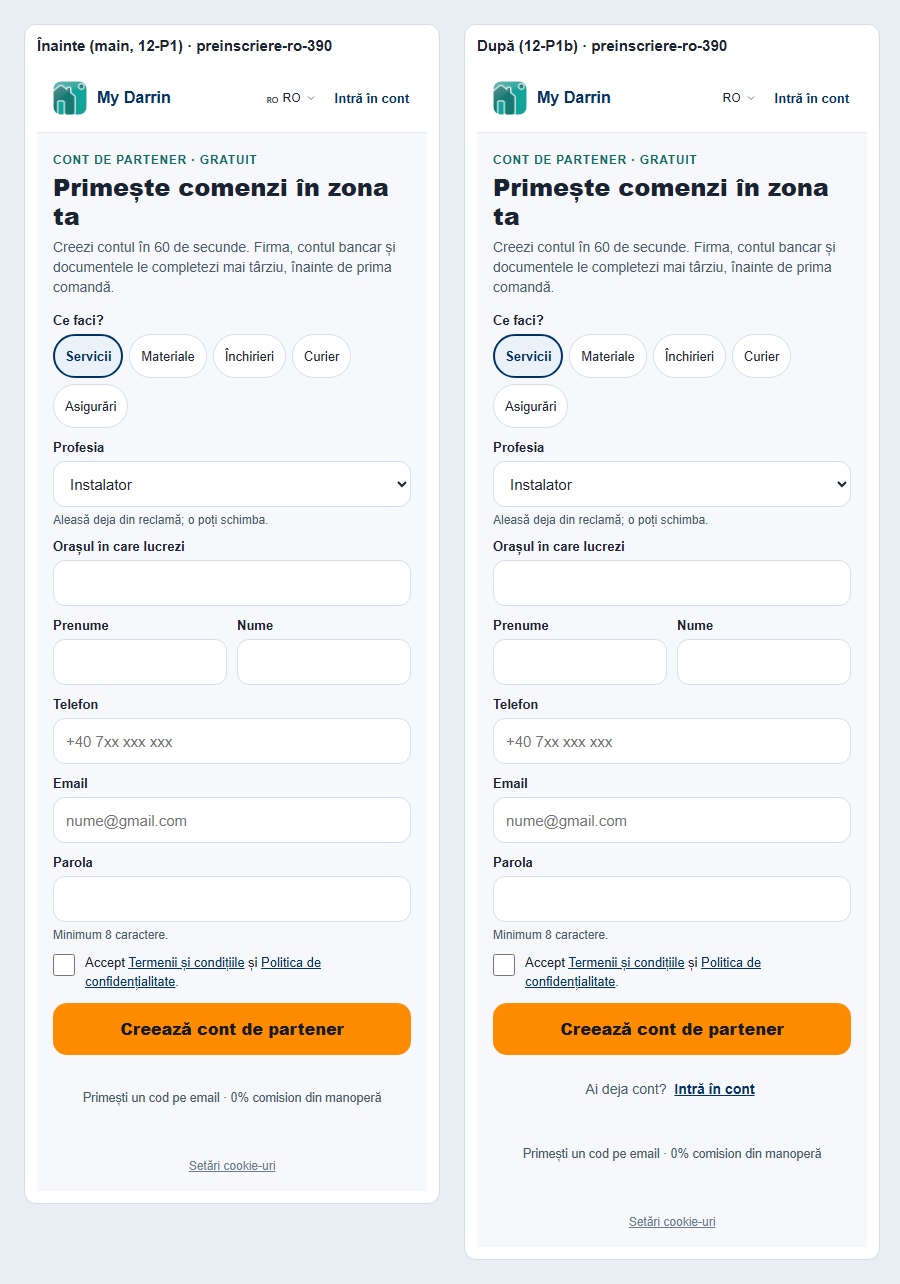 Înainte (main, 12-P1) · preinscriere-ro-390
My Darrin
RO RO
Intră în cont
CONT DE PARTENER · GRATUIT
Primește comenzi în zona
ta
Creezi contul în 60 de secunde. Firma, contul bancar și
documentele le completezi mai târziu, înainte de prima
comandă.
Ce faci?
Servicii
Materiale
Închirieri
Curier
Asigurări
Profesia
Instalator
Aleasă deja din reclamă; o poți schimba.
Orașul în care lucrezi
Prenume
Nume
Telefon
+40 7xx xxx xxx
Email
nume@gmail.com
Parola
Minimum 8 caractere.
Accept Termenii și condițiile și Politica de
confidențialitate.
Creează cont de partener
Primești un cod pe email · 0% comision din manoperă
Setări cookie-uri
După (12-P1b) · preinscriere-ro-390
My Darrin
RO
Intră în cont
CONT DE PARTENER · GRATUIT
Primește comenzi în zona
ta
Creezi contul în 60 de secunde. Firma, contul bancar și
documentele le completezi mai târziu, înainte de prima
comandă.
Ce faci?
Servicii
Materiale
Închirieri
Curier
Asigurări
Profesia
Instalator
Aleasă deja din reclamă; o poți schimba.
Orașul în care lucrezi
Prenume
Nume
Telefon
+40 7xx xxx xxx
Email
nume@gmail.com
Parola
Minimum 8 caractere.
Accept Termenii și condițiile și Politica de
confidențialitate.
Creează cont de partener
Ai deja cont? Intră în cont
Primești un cod pe email · 0% comision din manoperă
Setări cookie-uri